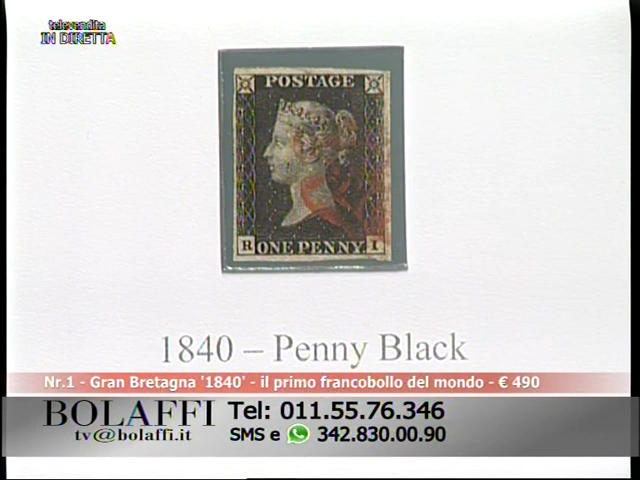 televendita
IN DIRETTA
POSTAGE
R ONE PENNY I
1840 – Penny Black
Nr.1 - Gran Bretagna '1840' - il primo francobollo del mondo - € 490
BOLAFFI
tv@bolaffi.it
Tel: 011.55.76.346
SMS e 342.830.00.90